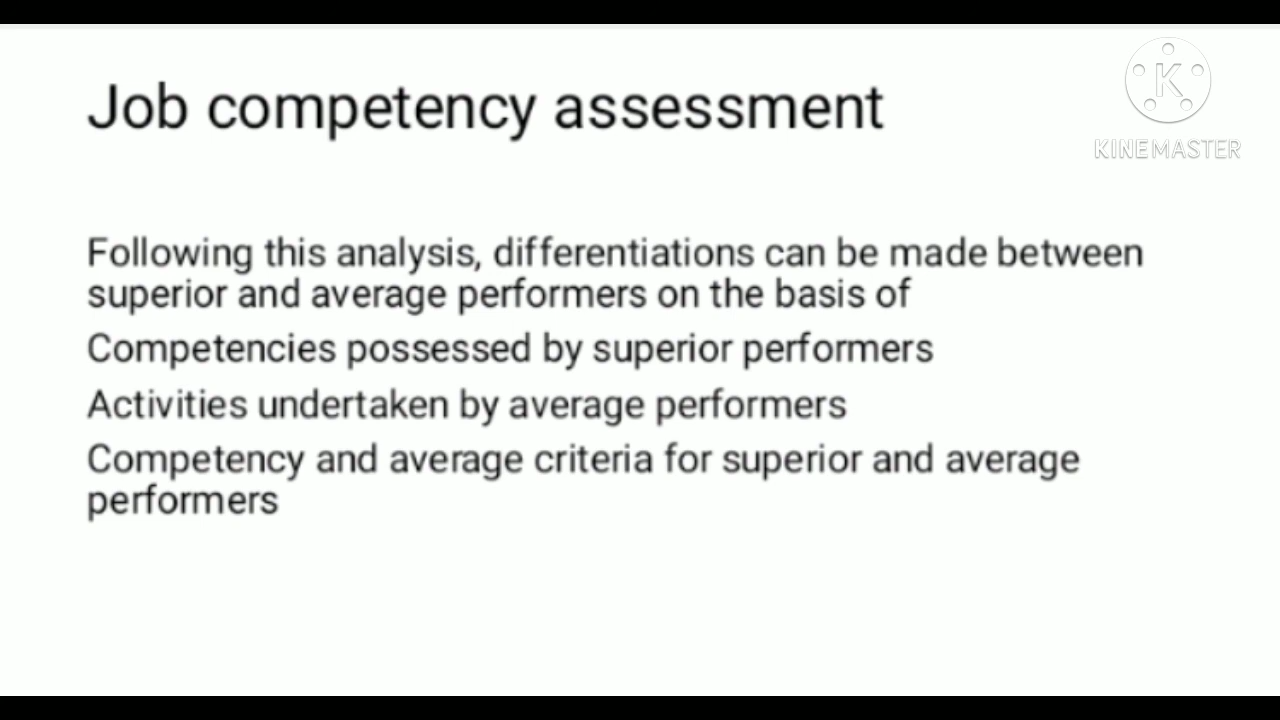 Job competency assessment
K
KINEMASTER
Following this analysis, differentiations can be made between
superior and average performers on the basis of
Competencies possessed by superior performers
Activities undertaken by average performers
Competency and average criteria for superior and average
performers